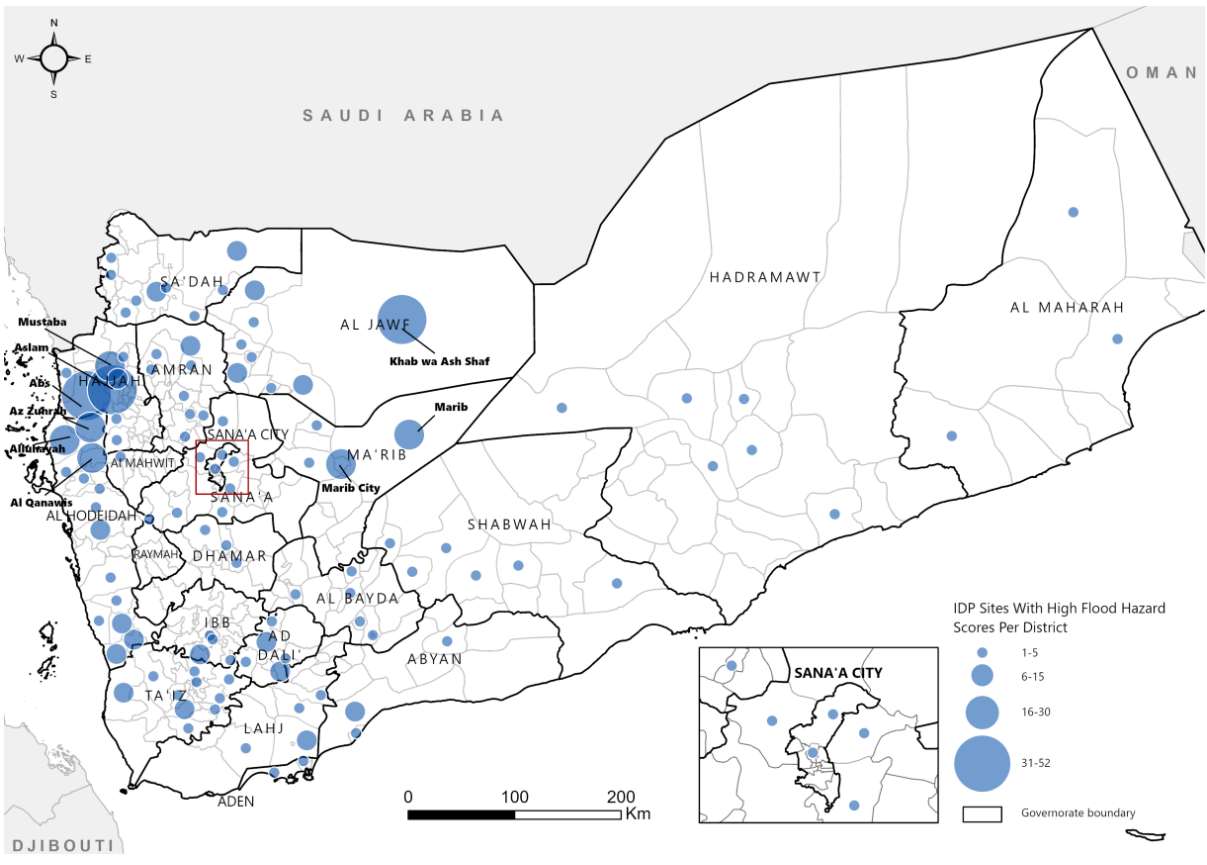 N
W
E
S
SAUDI ARABIA
OMAN
HADRAMAWT
AL MAHARAH
SA'DAH
Mustaba
AL JAWF
Aslam
Khab wa Ash Shaf
AMRAN
HAJJAH
Abs
Az Zuhrah
Marib
SANA'A CITY
Alluhayah
MA'RIB
Al MAHWIT
Marib City
Al Qanawis
SANA'A
AL HODEIDAH
SHABWAH
RAYMAH
DHAMAR
AL BAYDA
IBB
AD
DALI'
ABYAN
TA'IZ
LAHJ
ADEN
DJIBOUTI
0
100
200
Km
SANA'A CITY
IDP Sites With High Flood Hazard
Scores Per District
1-5
6-15
16-30
31-52
Governorate boundary